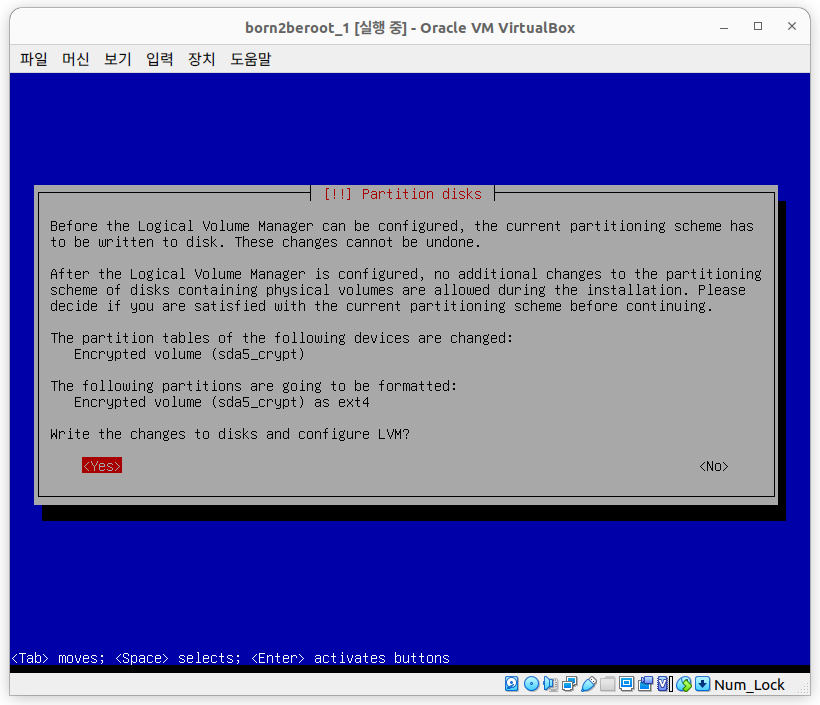 born2beroot_1 [실행 중] - Oracle VM VirtualBox
파일 머신 보기 입력 장치 도움말
[!!] Partition disks
Before the Logical Volume Manager can be configured, the current partitioning scheme has
to be written to disk. These changes cannot be undone.
After the Logical Volume Manager is configured, no additional changes to the partitioning
scheme of disks containing physical volumes are allowed during the installation. Please
decide if you are satisfied with the current partitioning scheme before continuing.
The partition tables of the following devices are changed:
Encrypted volume (sda5_crypt)
The following partitions are going to be formatted:
Encrypted volume (sda5_crypt) as ext4
Write the changes to disks and configure LVM?
<Yes> <No>
<Tab> moves; <Space> selects; <Enter> activates buttons
Num_Lock